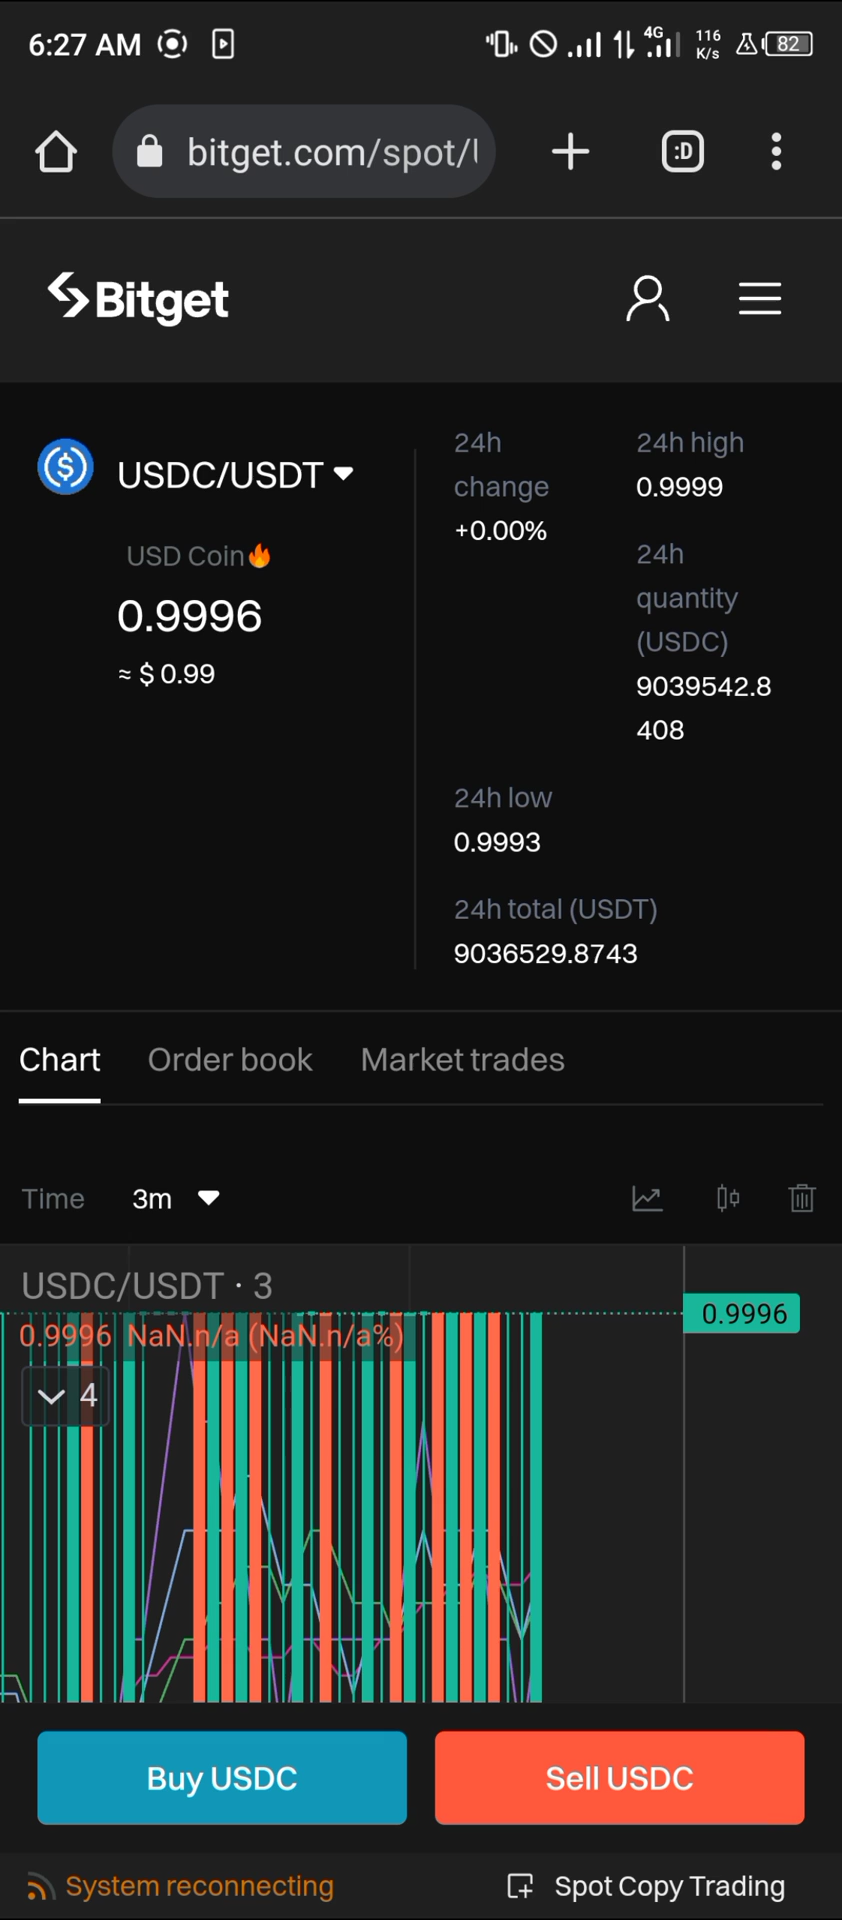 6:27 AM
4G
116
K/s
82
bitget.com/spot/
:D
Bitget
USDC/USDT
USD Coin🔥
0.9996
≈ $ 0.99
24h
change
+0.00%
24h high
0.9999
24h
quantity
(USDC)
9039542.8
408
24h low
0.9993
24h total (USDT)
9036529.8743
Chart Order book Market trades
Time 3m
USDC/USDT · 3
0.9996
0.9996 NaN.n/a (NaN.n/a%)
4
Buy USDC Sell USDC
System reconnecting Spot Copy Trading